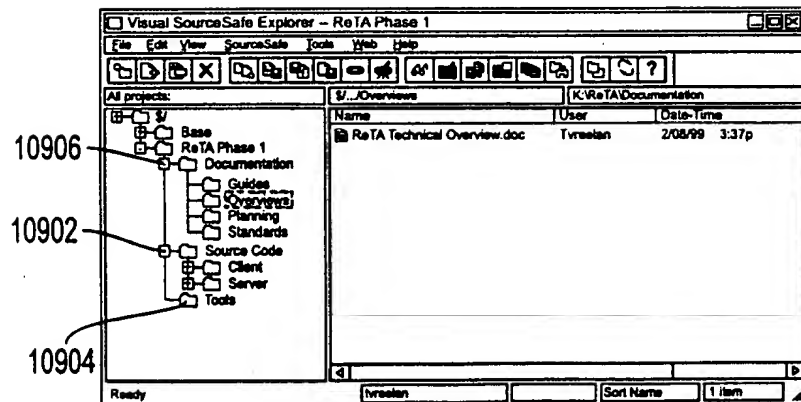 Visual SourceSafe Explorer – ReTA Phase 1
File Edit View SourceSafe Tools Web Help
All projects: $/.../Overviews K:\ReTA\Documentation
$/
Base
ReTA Phase 1
Documentation
Guides
Overviews
Planning
Standards
Source Code
Client
Server
Tools
Name User Date-Time
ReTA Technical Overview.doc Tvreelan 2/08/99 3:37p
10906
10902
10904
Ready tvreelan Sort Name 1 item